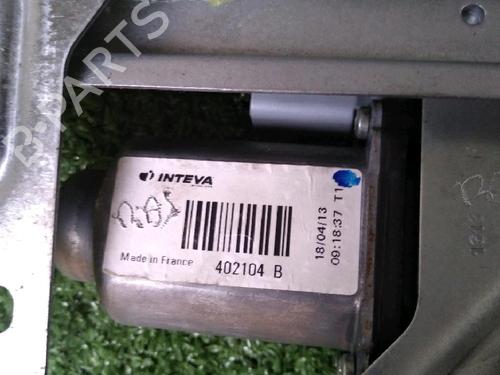 INTEVA
Made in France
402104 B
18/04/13
09:18:37 T1
B-PARTS